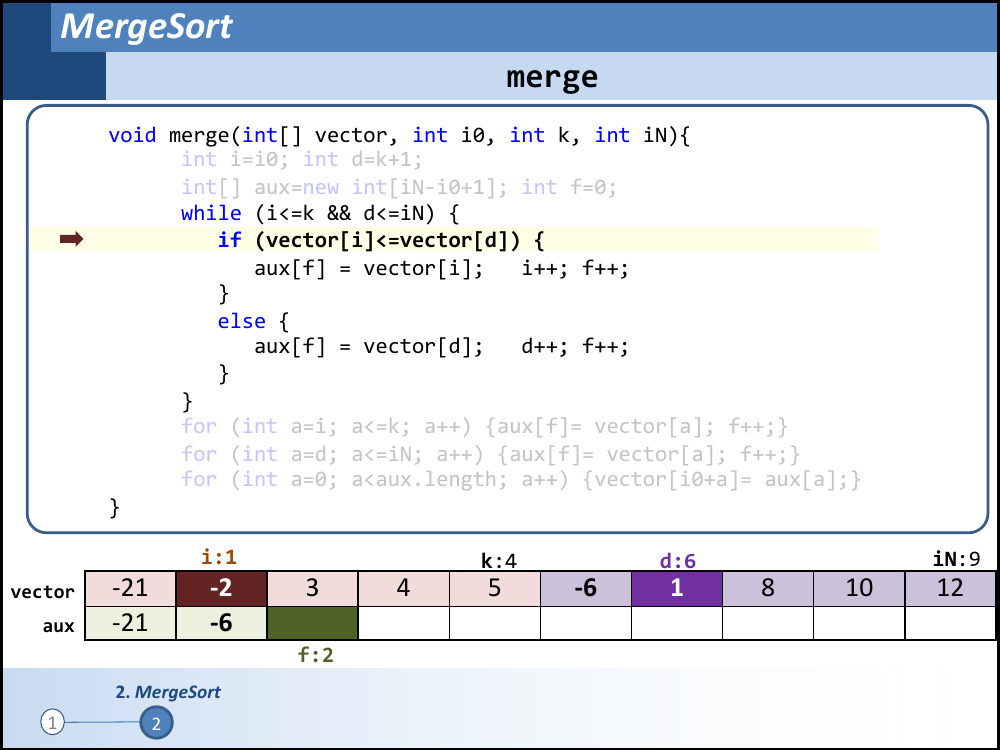 MergeSort
merge
void merge(int[] vector, int i0, int k, int iN){
int i=i0; int d=k+1;
int[] aux=new int[iN-i0+1]; int f=0;
while (i<=k && d<=iN) {
if (vector[i]<=vector[d]) {
aux[f] = vector[i];   i++; f++;
}
else {
aux[f] = vector[d];   d++; f++;
}
}
for (int a=i; a<=k; a++) {aux[f]= vector[a]; f++;}
for (int a=d; a<=iN; a++) {aux[f]= vector[a]; f++;}
for (int a=0; a<aux.length; a++) {vector[i0+a]= aux[a];}
}
i:1 k:4 d:6 iN:9
vector -21 -2 3 4 5 -6 1 8 10 12
aux -21 -6
f:2
2. MergeSort
1 2